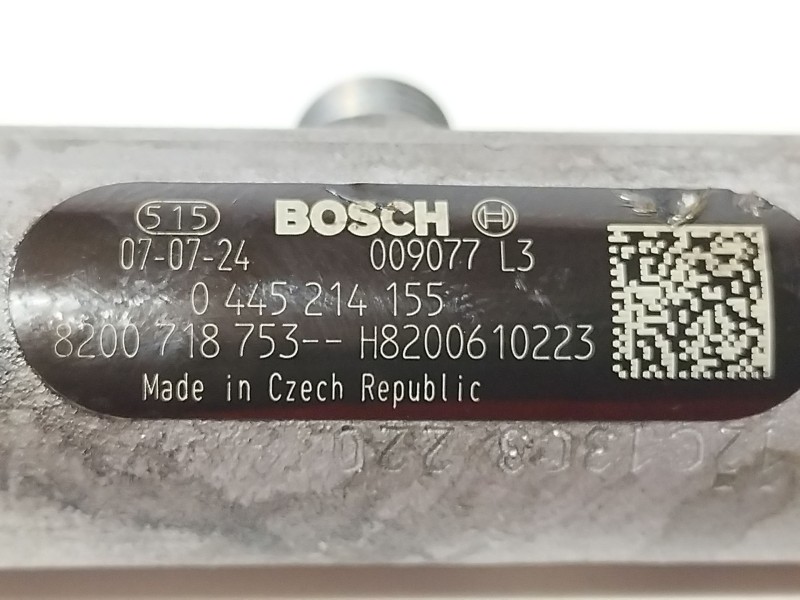 515 BOSCH
07-07-24 009077 L3
0 445 214 155
8200 718 753-- H8200610223
Made in Czech Republic